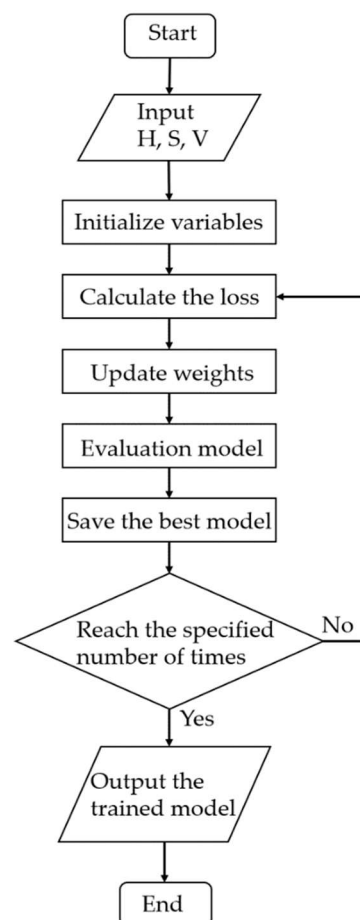 Start
Input
H, S, V
Initialize variables
Calculate the loss
Update weights
Evaluation model
Save the best model
Reach the specified
number of times
No
Yes
Output the
trained model
End